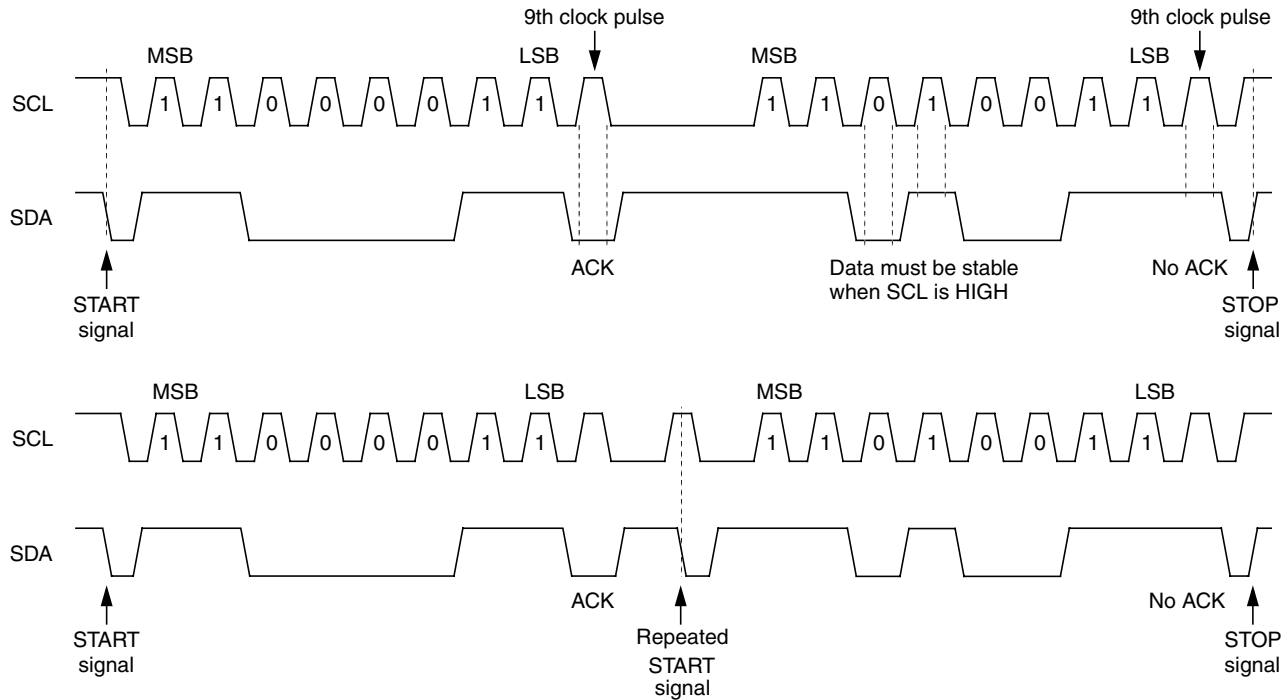 9th clock pulse 9th clock pulse
MSB LSB MSB LSB
SCL 1 1 0 0 0 0 1 1 1 1 0 1 0 0 1 1
SDA
ACK Data must be stable No ACK
when SCL is HIGH
START STOP
signal signal
MSB LSB MSB LSB
SCL 1 1 0 0 0 0 1 1 1 1 0 1 0 0 1 1
SDA
ACK No ACK
START Repeated STOP
signal START signal
signal